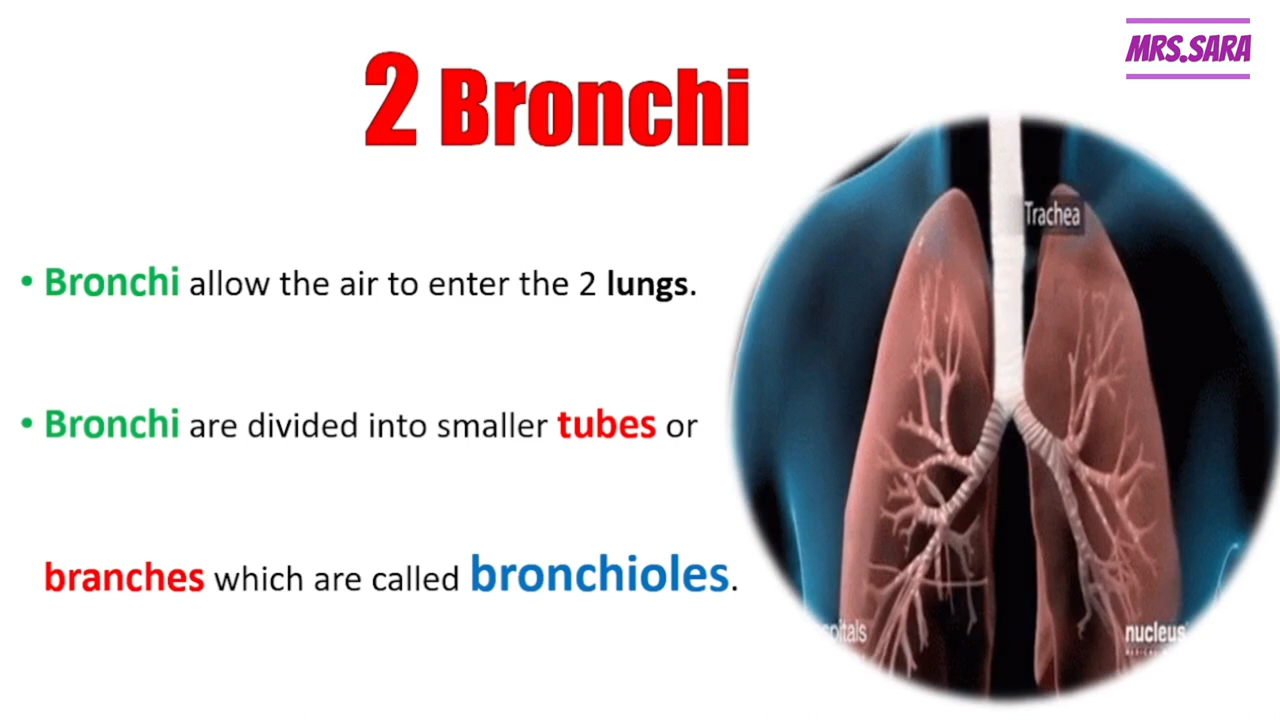 MRS.SARA
2 Bronchi
• Bronchi allow the air to enter the 2 lungs.
• Bronchi are divided into smaller tubes or
branches which are called bronchioles.
Trachea
nucleus